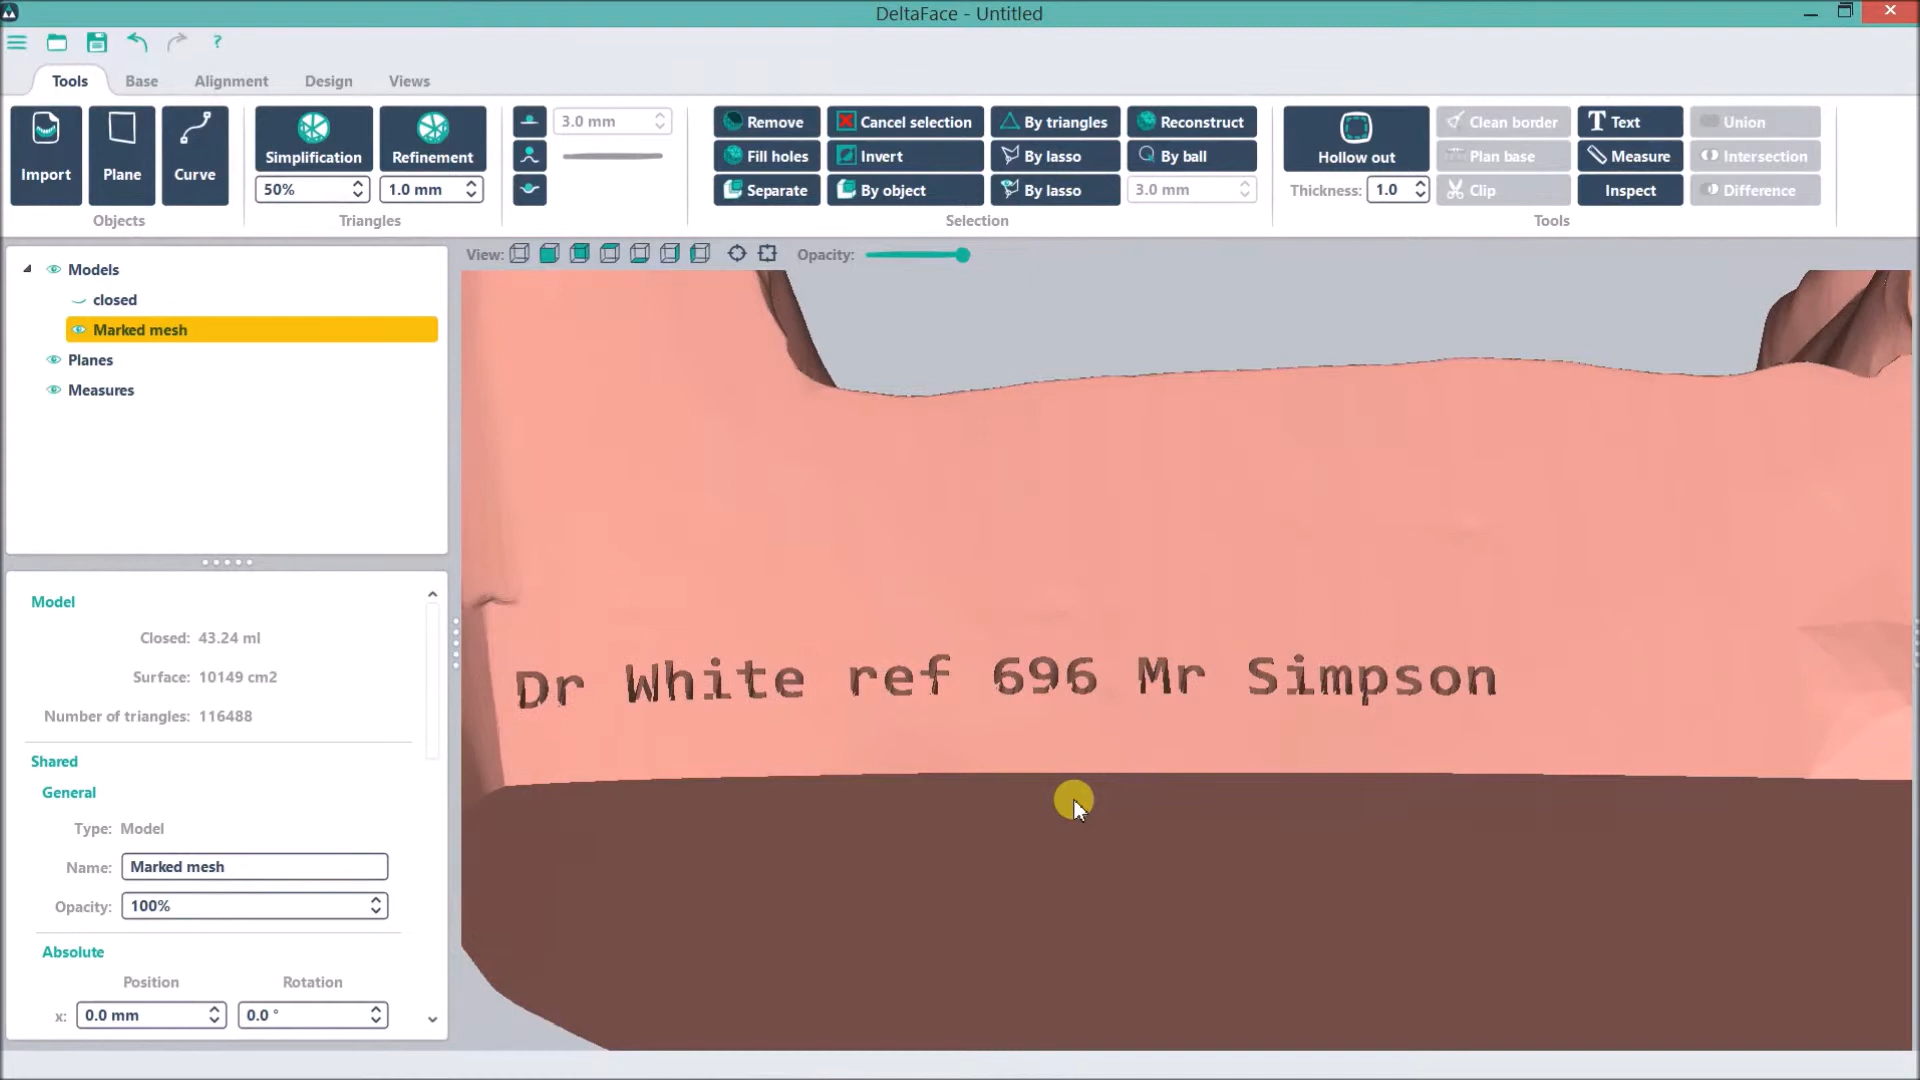 DeltaFace - Untitled
?
Tools Base Alignment Design Views
Import Plane Curve
Objects
Simplification Refinement
50% 1.0 mm
Triangles
3.0 mm
Remove Cancel selection By triangles Reconstruct
Fill holes Invert By lasso By ball
Separate By object By lasso 3.0 mm
Selection
Hollow out
Thickness: 1.0
Clean border Text Union
Plan base Measure Intersection
Clip Inspect Difference
Tools
View: Opacity:
Models
closed
Marked mesh
Planes
Measures
Model
Closed: 43.24 ml
Surface: 10149 cm2
Number of triangles: 116488
Shared
General
Type: Model
Name: Marked mesh
Opacity: 100%
Absolute
Position Rotation
x: 0.0 mm 0.0 °
Dr White ref 696 Mr Simpson